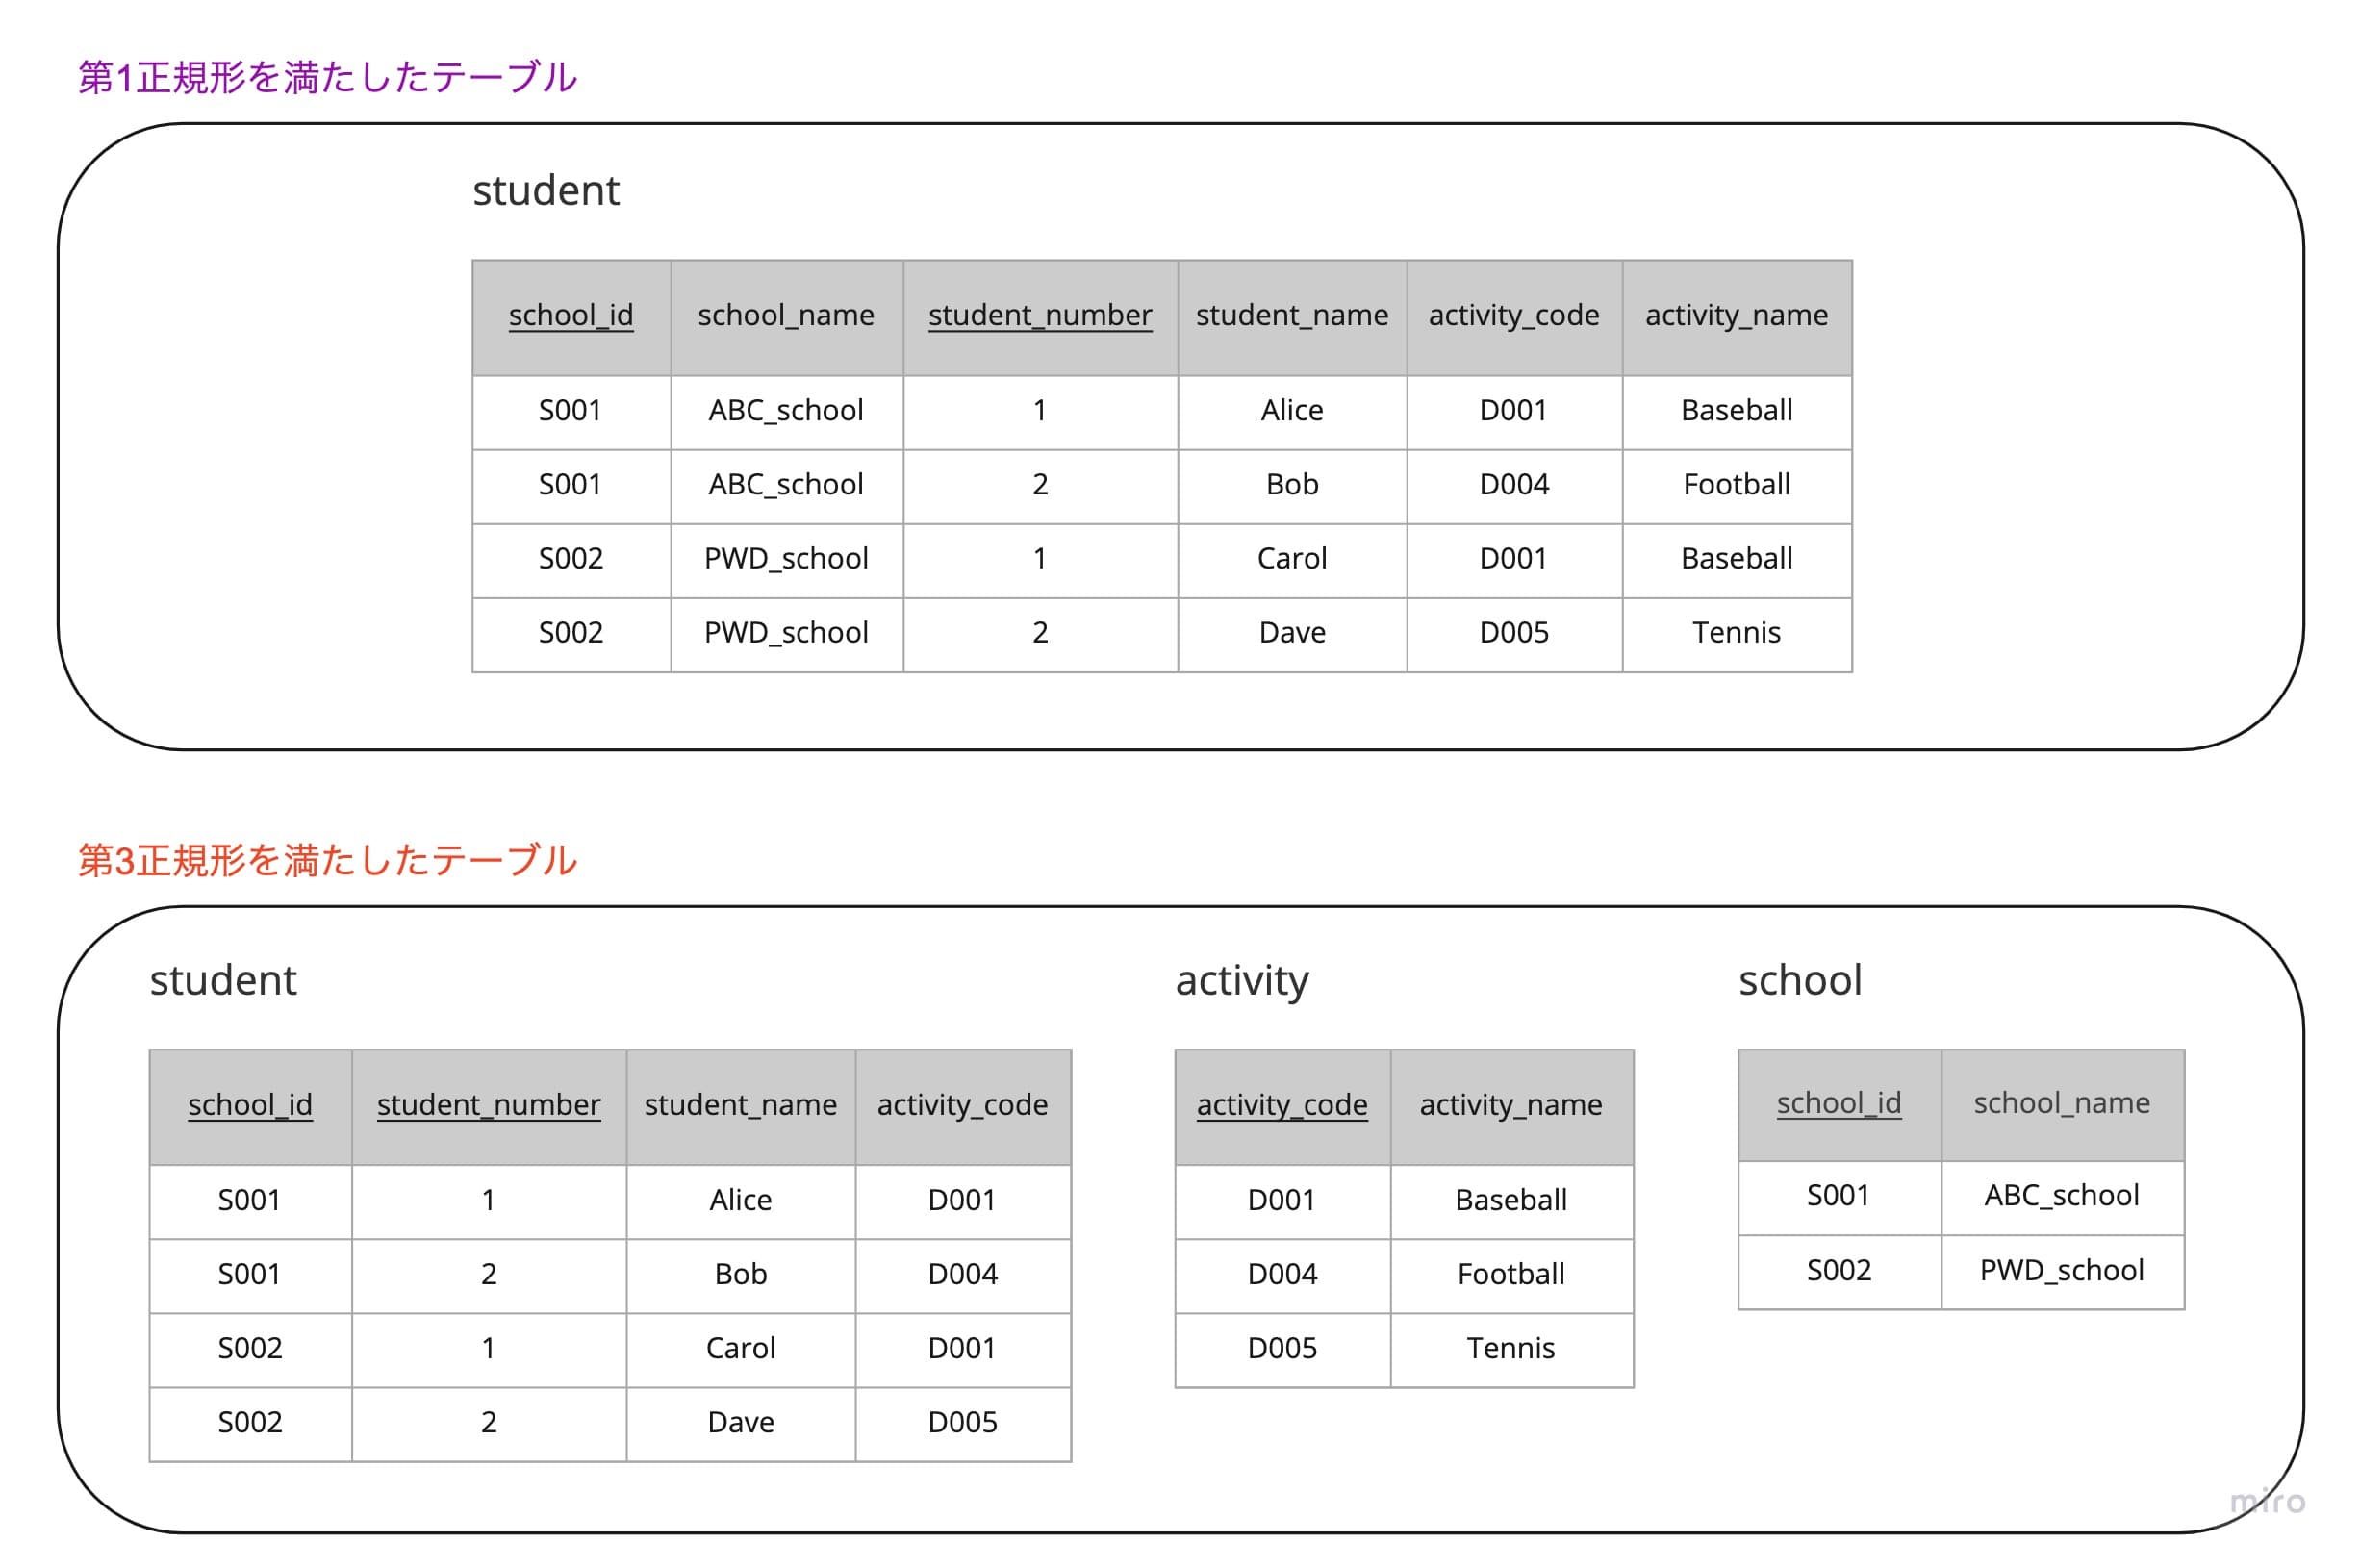 第1正規形を満たしたテーブル
student
school_id school_name student_number student_name activity_code activity_name
S001 ABC_school 1 Alice D001 Baseball
S001 ABC_school 2 Bob D004 Football
S002 PWD_school 1 Carol D001 Baseball
S002 PWD_school 2 Dave D005 Tennis
第3正規形を満たしたテーブル
student
school_id student_number student_name activity_code
S001 1 Alice D001
S001 2 Bob D004
S002 1 Carol D001
S002 2 Dave D005
activity
activity_code activity_name
D001 Baseball
D004 Football
D005 Tennis
school
school_id school_name
S001 ABC_school
S002 PWD_school
miro